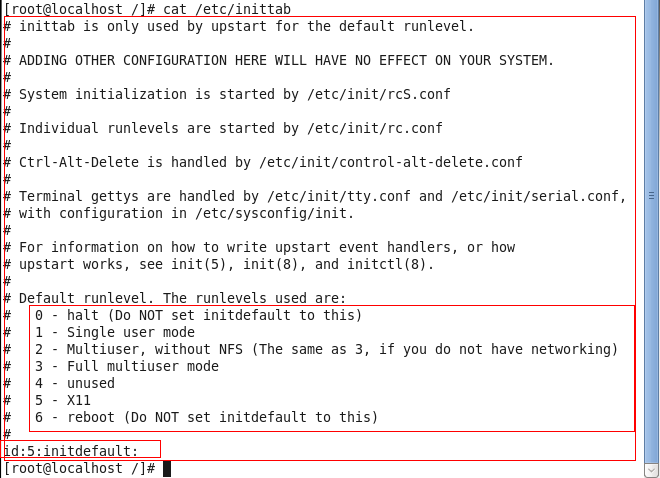 [root@localhost /]# cat /etc/inittab
# inittab is only used by upstart for the default runlevel.
#
# ADDING OTHER CONFIGURATION HERE WILL HAVE NO EFFECT ON YOUR SYSTEM.
#
# System initialization is started by /etc/init/rcS.conf
#
# Individual runlevels are started by /etc/init/rc.conf
#
# Ctrl-Alt-Delete is handled by /etc/init/control-alt-delete.conf
#
# Terminal gettys are handled by /etc/init/tty.conf and /etc/init/serial.conf,
# with configuration in /etc/sysconfig/init.
#
# For information on how to write upstart event handlers, or how
# upstart works, see init(5), init(8), and initctl(8).
#
# Default runlevel. The runlevels used are:
#   0 - halt (Do NOT set initdefault to this)
#   1 - Single user mode
#   2 - Multiuser, without NFS (The same as 3, if you do not have networking)
#   3 - Full multiuser mode
#   4 - unused
#   5 - X11
#   6 - reboot (Do NOT set initdefault to this)
#
id:5:initdefault:
[root@localhost /]#